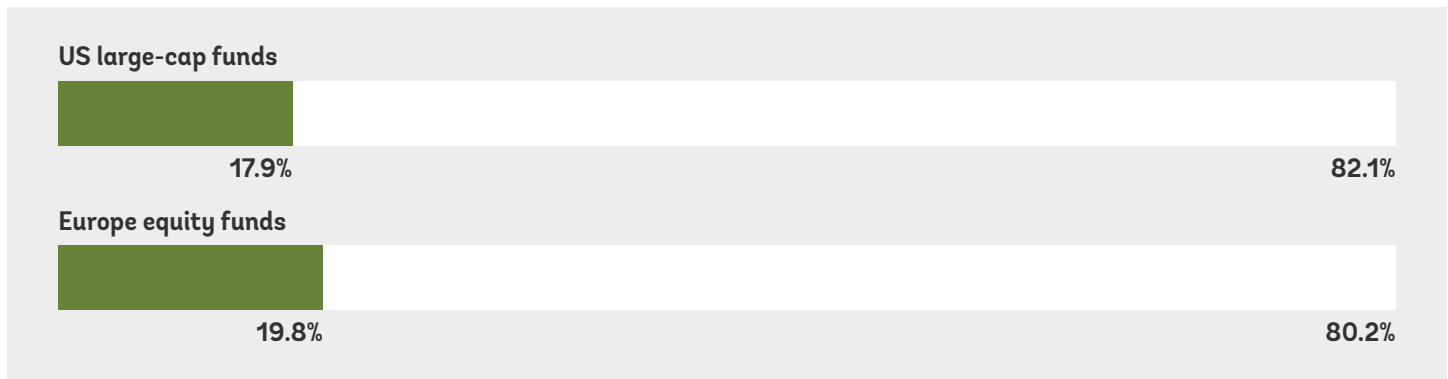 US large-cap funds
17.9% 82.1%
Europe equity funds
19.8% 80.2%